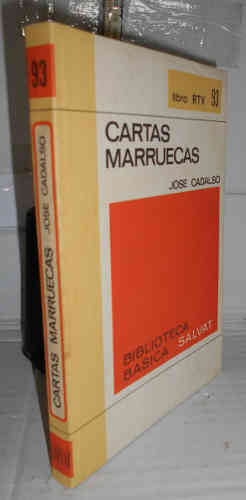 93
JOSE CADALSO
CARTAS MARRUECAS
libro RTV 93
CARTAS
MARRUECAS
JOSE CADALSO
BIBLIOTECA
BASICA SALVAT